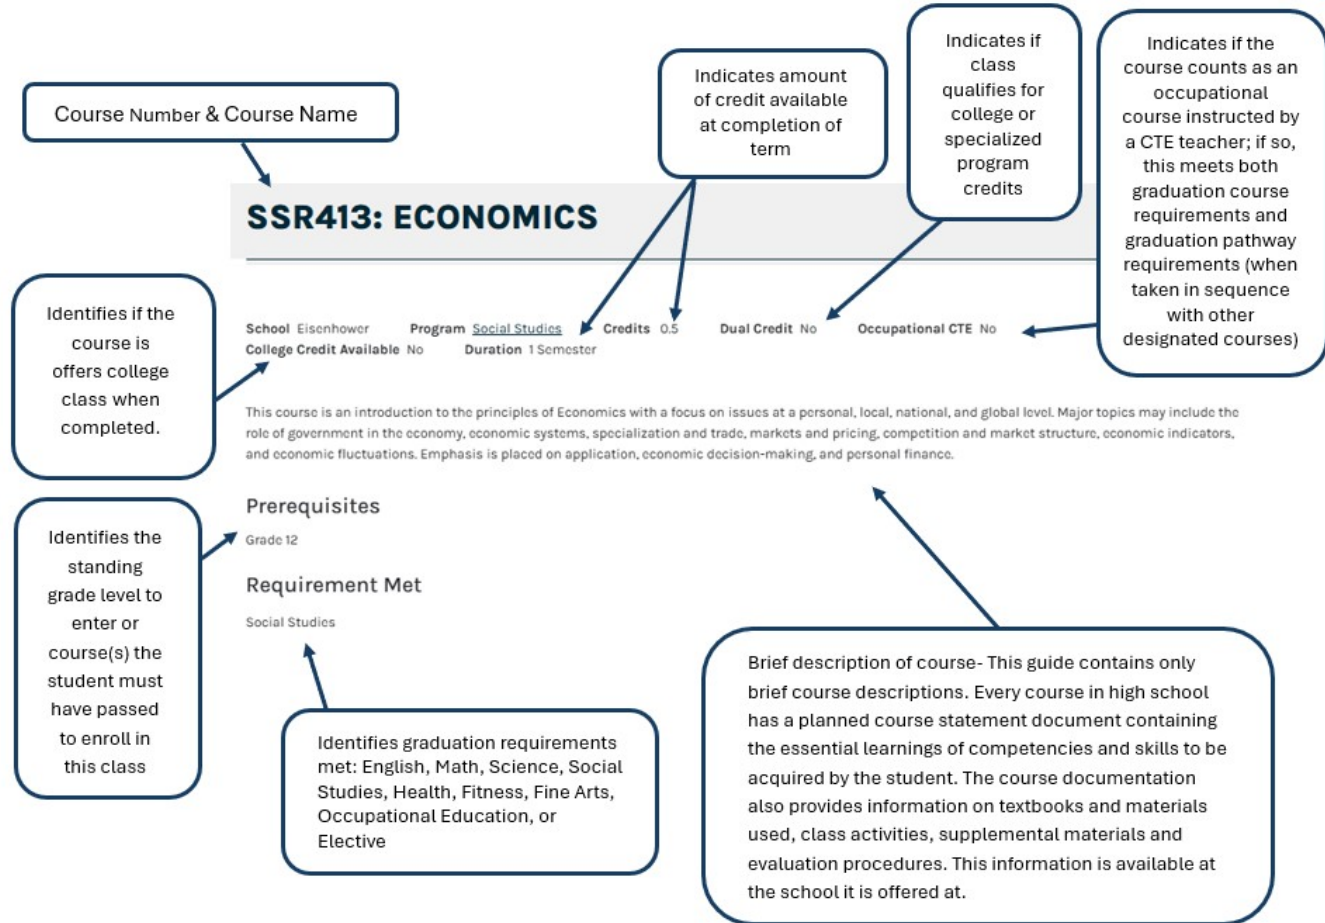 Course Number & Course Name
Indicates amount
of credit available
at completion of
term
Indicates if
class
qualifies for
college or
specialized
program
credits
Indicates if the
course counts as an
occupational
course instructed by
a CTE teacher; if so,
this meets both
graduation course
requirements and
graduation pathway
requirements (when
taken in sequence
with other
designated courses)
SSR413: ECONOMICS
Identifies if the
course is
offers college
class when
completed.
School Eisenhower Program Social Studies Credits 0.5 Dual Credit No Occupational CTE No
College Credit Available No Duration 1 Semester
This course is an introduction to the principles of Economics with a focus on issues at a personal, local, national, and global level. Major topics may include the
role of government in the economy, economic systems, specialization and trade, markets and pricing, competition and market structure, economic indicators,
and economic fluctuations. Emphasis is placed on application, economic decision-making, and personal finance.
Prerequisites
Grade 12
Identifies the
standing
grade level to
enter or
course(s) the
student must
have passed
to enroll in
this class
Requirement Met
Social Studies
Identifies graduation requirements
met: English, Math, Science, Social
Studies, Health, Fitness, Fine Arts,
Occupational Education, or
Elective
Brief description of course- This guide contains only
brief course descriptions. Every course in high school
has a planned course statement document containing
the essential learnings of competencies and skills to be
acquired by the student. The course documentation
also provides information on textbooks and materials
used, class activities, supplemental materials and
evaluation procedures. This information is available at
the school it is offered at.